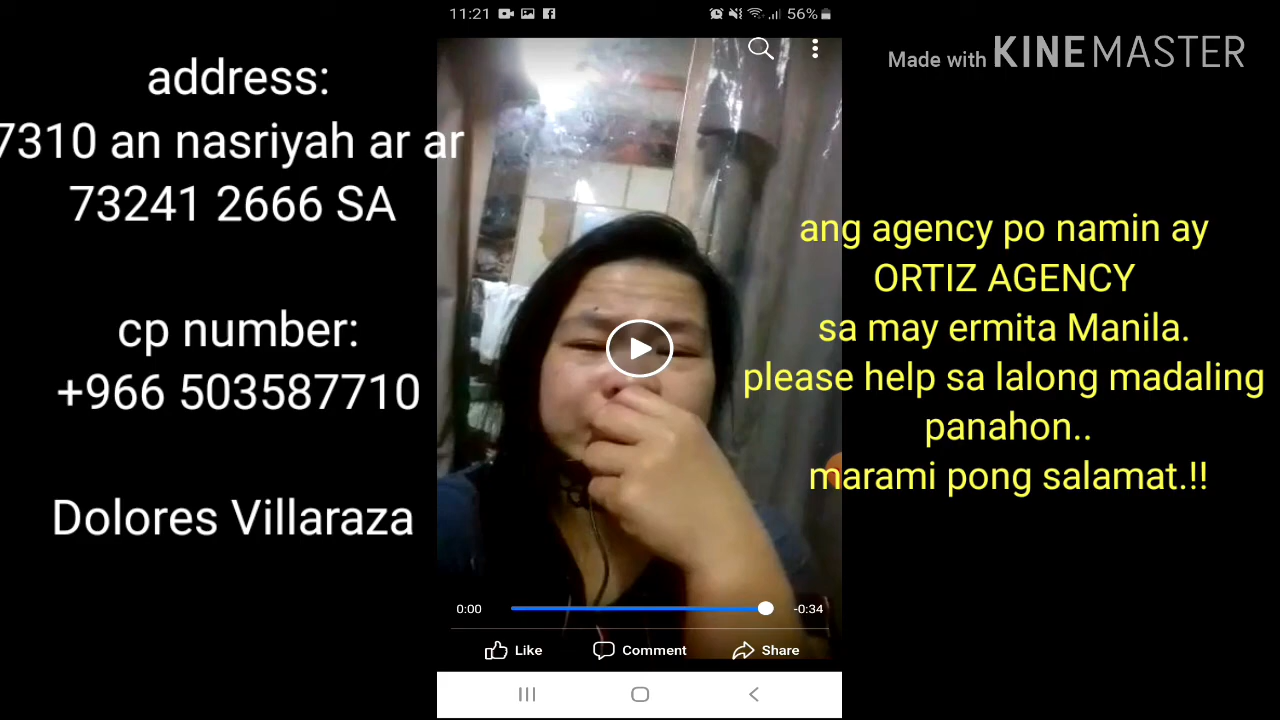 11:21
56%
Made with KINEMASTER
address:
7310 an nasriyah ar ar
73241 2666 SA
cp number:
+966 503587710
Dolores Villaraza
ang agency po namin ay
ORTIZ AGENCY
sa may ermita Manila.
please help sa lalong madaling
panahon..
marami pong salamat.!!
0:00
-0:34
Like
Comment
Share